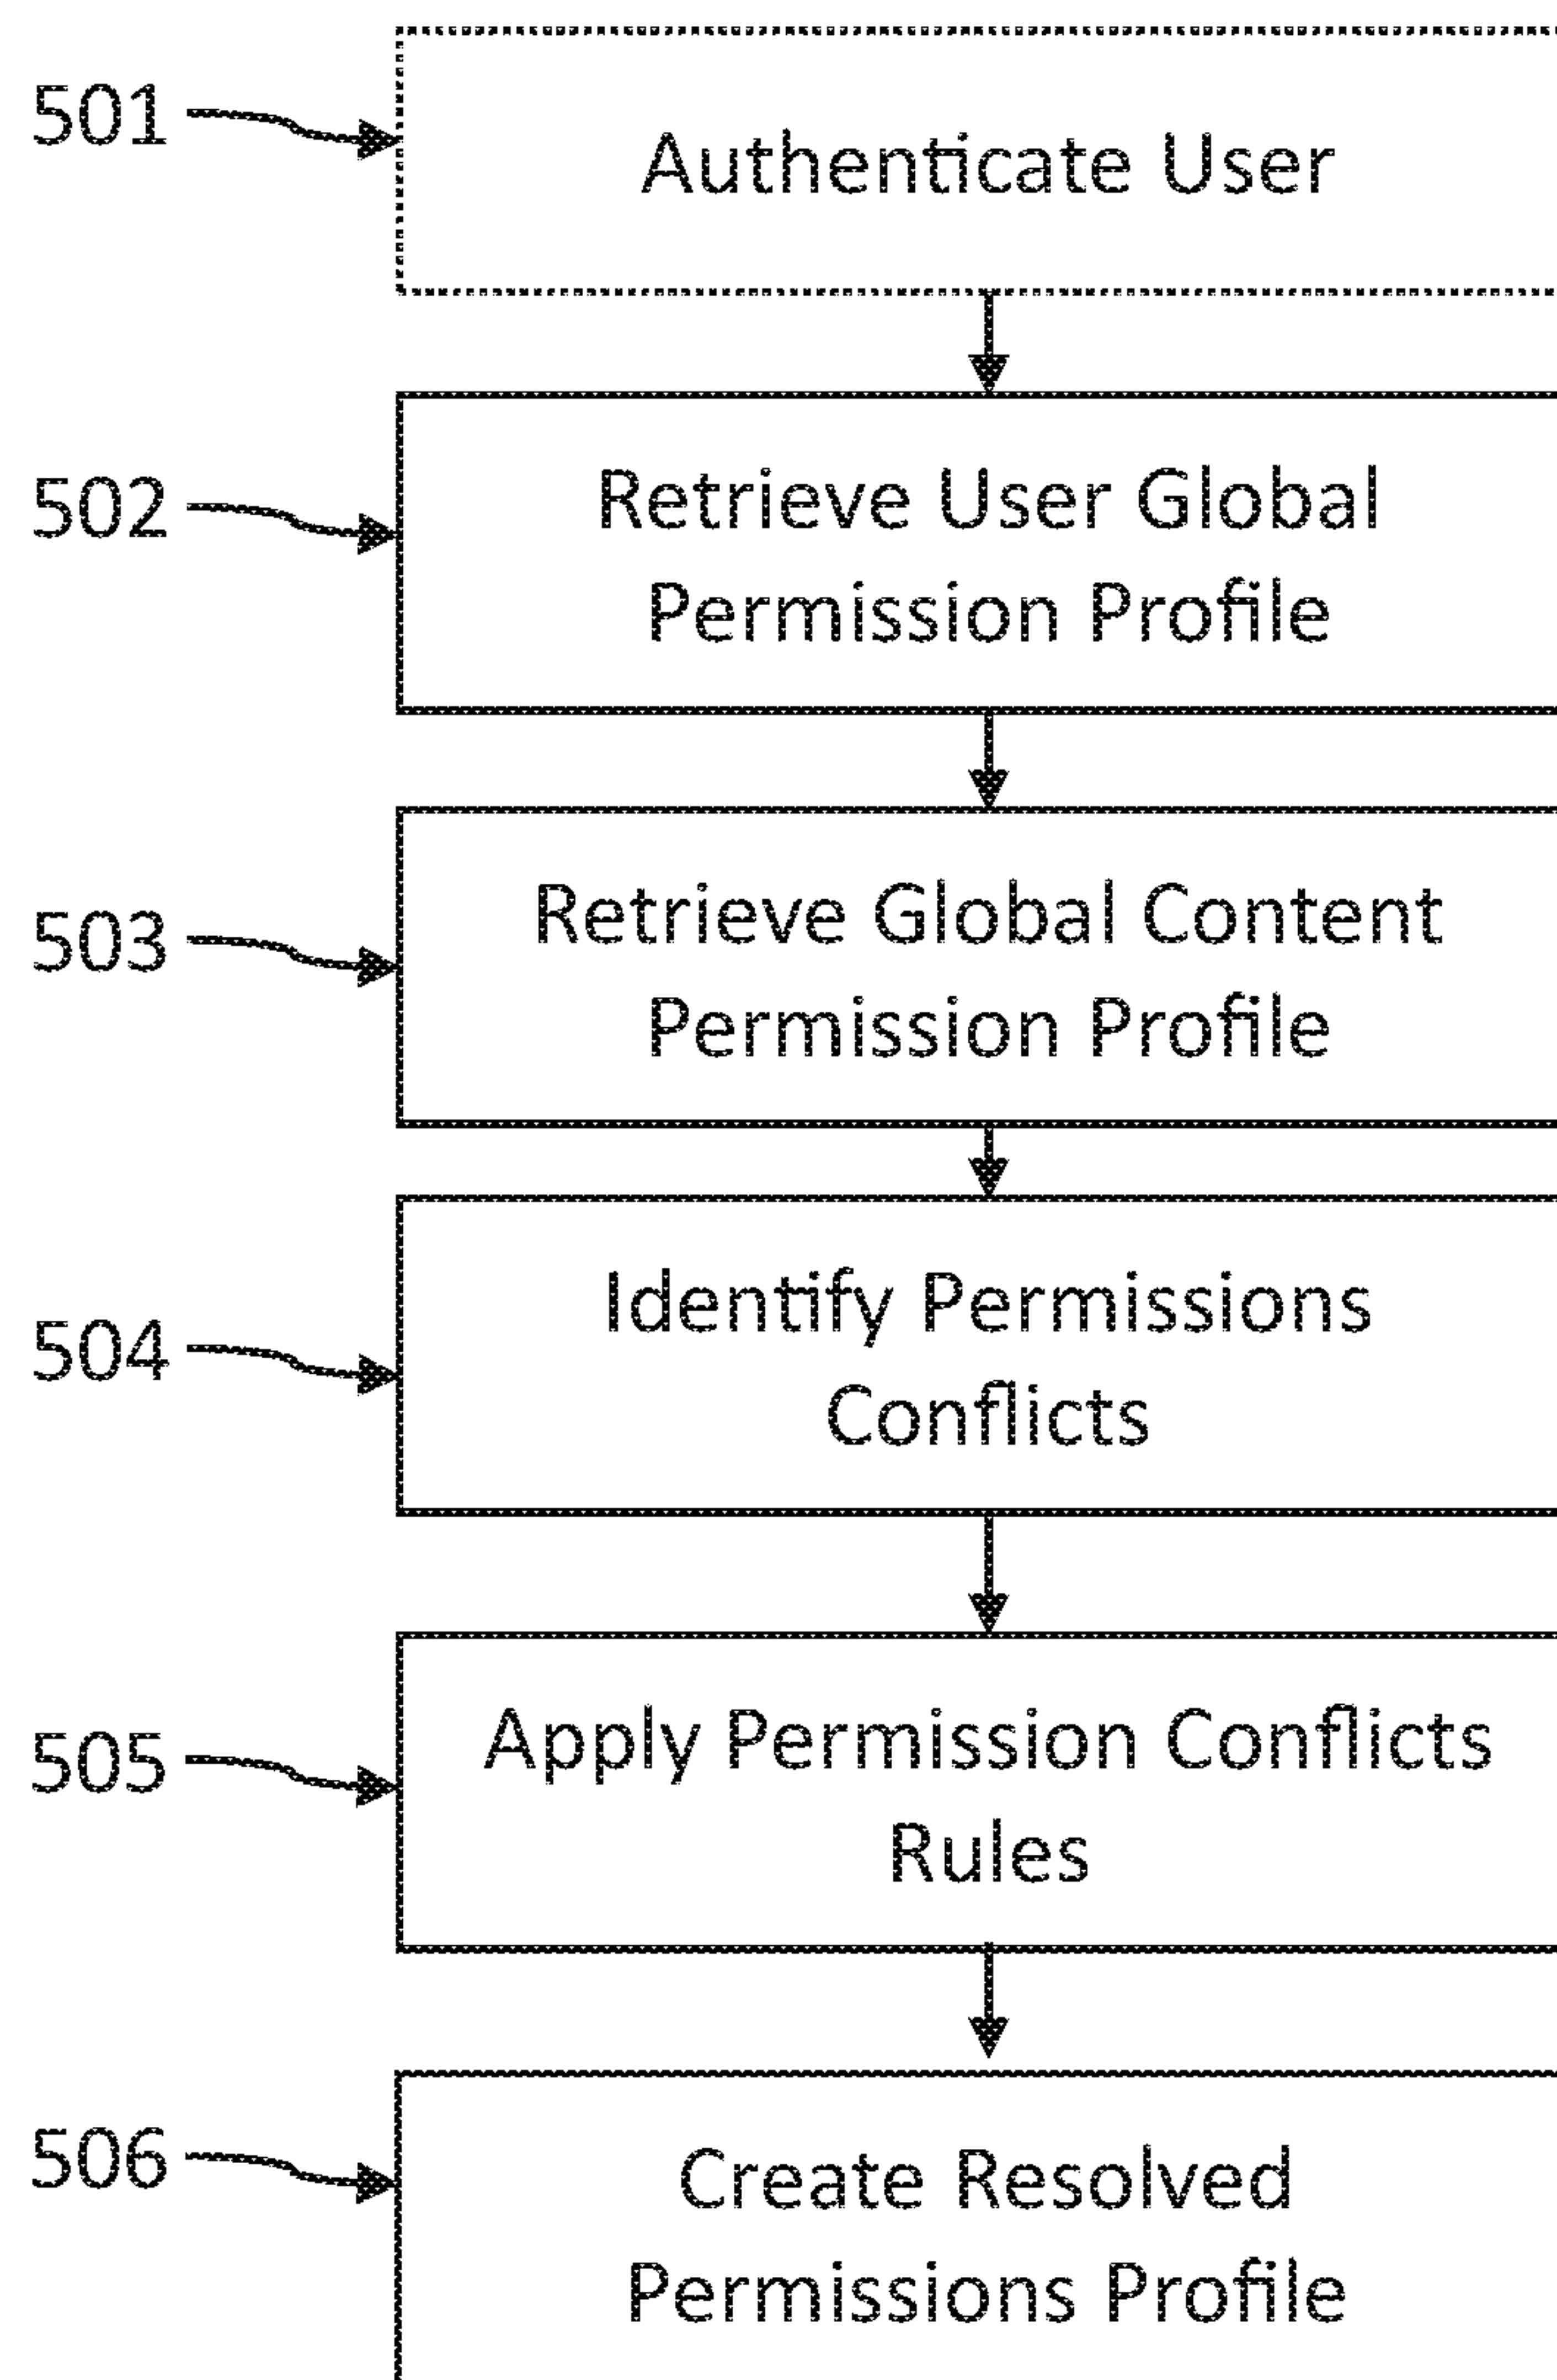 501
Authenticate User
502
Retrieve User Global
Permission Profile
503
Retrieve Global Content
Permission Profile
504
Identify Permissions
Conflicts
505
Apply Permission Conflicts
Rules
506
Create Resolved
Permissions Profile